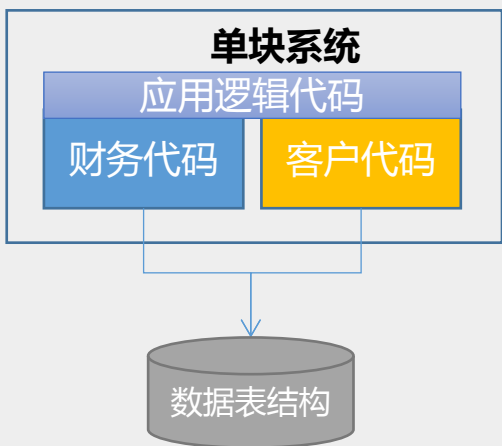 单块系统
应用逻辑代码
财务代码
客户代码
数据表结构